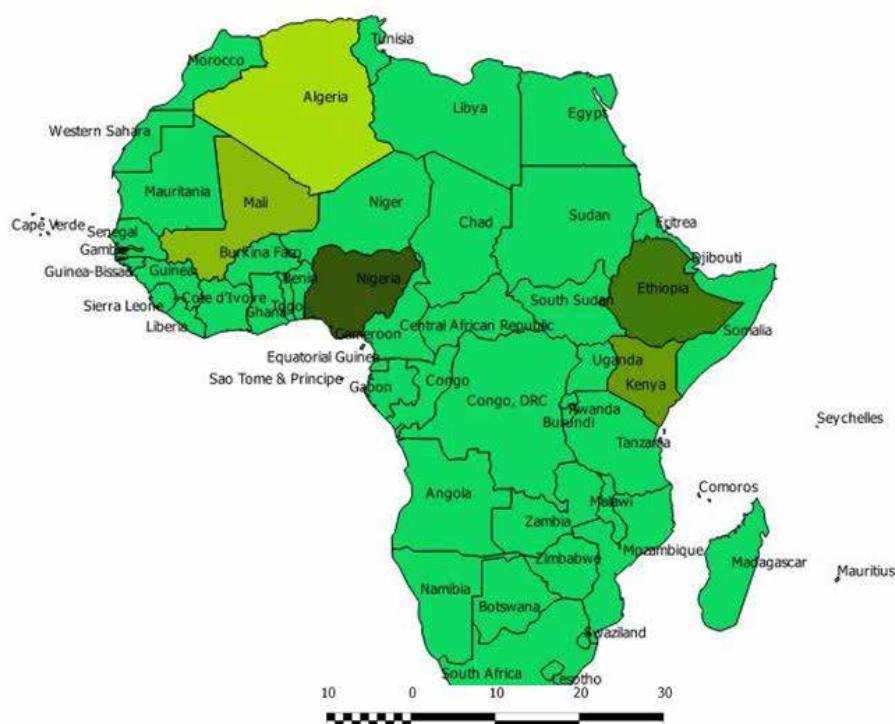 Tunisia
Morocco
Algeria
Libya
Egypt
Western Sahara
Mauritania
Mali
Niger
Chad
Sudan
Eritrea
Cape Verde
Senegal
Gambia
Burkina Faso
Djibouti
Guinea-Bissau
Guinea
Benin
Nigeria
Ethiopia
Sierra Leone
Cote d'Ivoire
Ghana
Togo
South Sudan
Central African Republic
Somalia
Liberia
Cameroon
Equatorial Guinea
Uganda
Sao Tome & Principe
Gabon
Congo
Kenya
Congo, DRC
Rwanda
Burundi
Seychelles
Tanzania
Angola
Comoros
Malawi
Zambia
Mozambique
Zimbabwe
Madagascar
Mauritius
Namibia
Botswana
Swaziland
South Africa
Lesotho
10 0 10 20 30